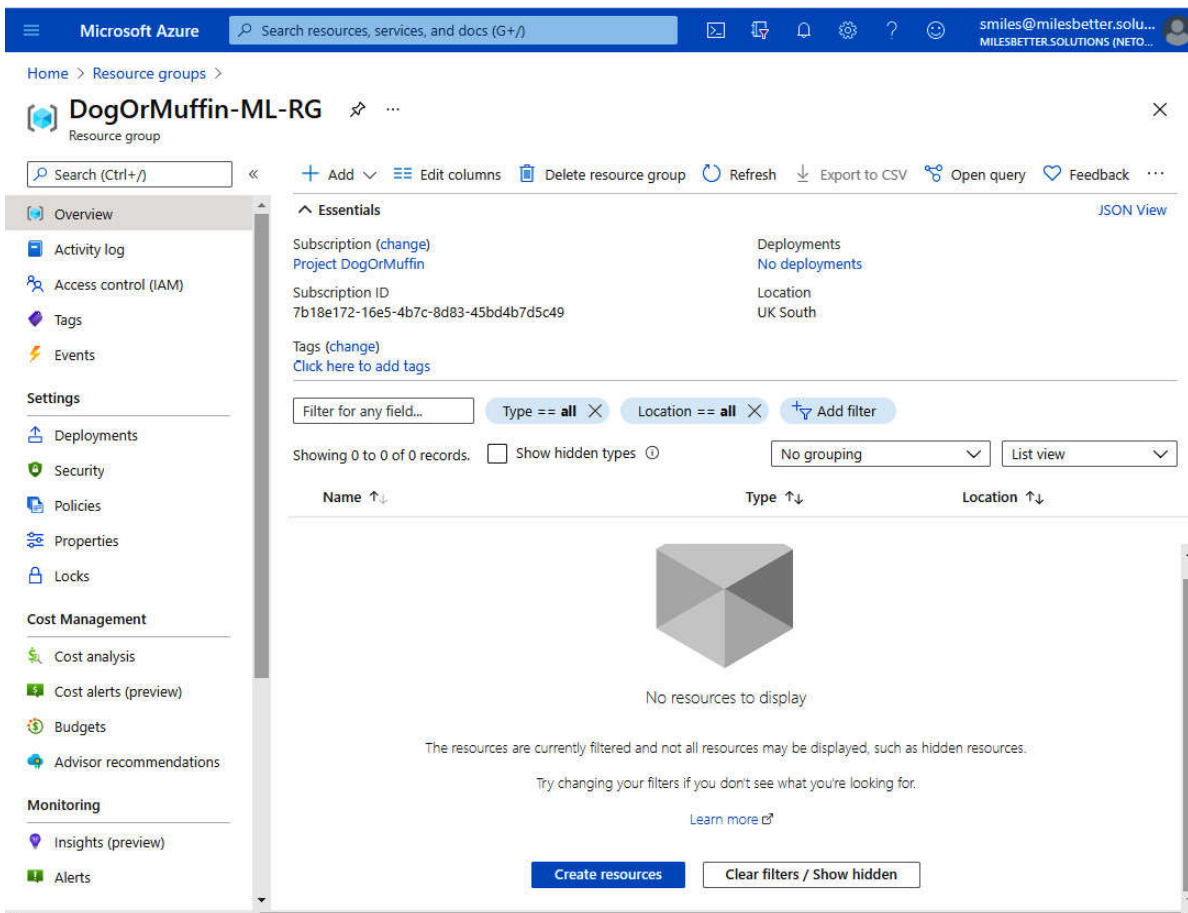 Microsoft Azure
Search resources, services, and docs (G+/)
smiles@milesbetter.solu...
MILESBETTER.SOLUTIONS (NETO...
Home > Resource groups >
DogOrMuffin-ML-RG ...
Resource group
Search (Ctrl+/)
«
Add
Edit columns
Delete resource group
Refresh
Export to CSV
Open query
Feedback
...
Overview
Activity log
Access control (IAM)
Tags
Events
Settings
Deployments
Security
Policies
Properties
Locks
Cost Management
Cost analysis
Cost alerts (preview)
Budgets
Advisor recommendations
Monitoring
Insights (preview)
Alerts
Essentials
JSON View
Subscription (change)
Project DogOrMuffin
Subscription ID
7b18e172-16e5-4b7c-8d83-45bd4b7d5c49
Tags (change)
Click here to add tags
Deployments
No deployments
Location
UK South
Filter for any field...
Type == all
Location == all
Add filter
Showing 0 to 0 of 0 records.
Show hidden types
No grouping
List view
Name ↑↓
Type ↑↓
Location ↑↓
No resources to display
The resources are currently filtered and not all resources may be displayed, such as hidden resources.
Try changing your filters if you don't see what you're looking for.
Learn more
Create resources
Clear filters / Show hidden